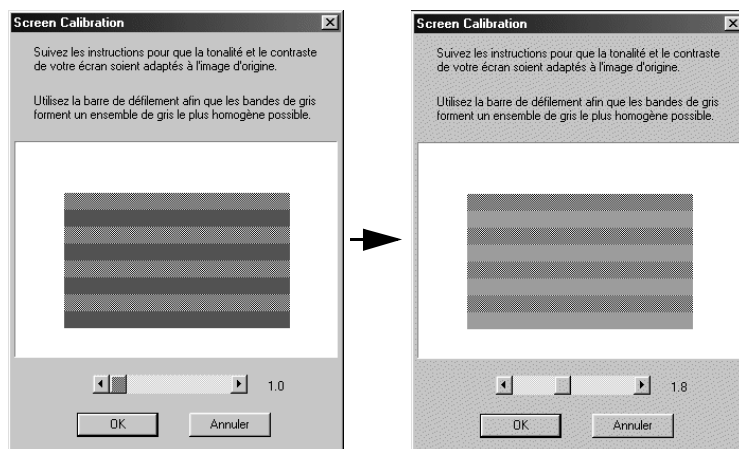 Screen Calibration
Suivez les instructions pour que la tonalité et le contraste
de votre écran soient adaptés à l'image d'origine.
Utilisez la barre de défilement afin que les bandes de gris
forment un ensemble de gris le plus homogène possible.
1.0
OK
Annuler
Screen Calibration
Suivez les instructions pour que la tonalité et le contraste
de votre écran soient adaptés à l'image d'origine.
Utilisez la barre de défilement afin que les bandes de gris
forment un ensemble de gris le plus homogène possible.
1.8
OK
Annuler